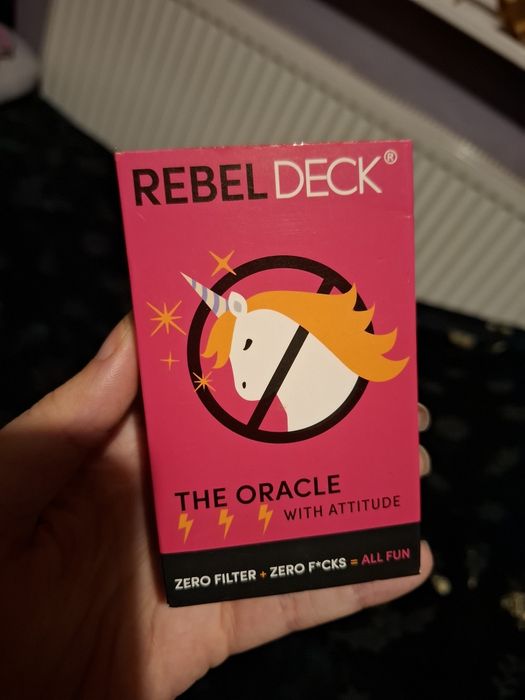 REBEL DECK®
THE ORACLE
WITH ATTITUDE
ZERO FILTER + ZERO F*CKS = ALL FUN